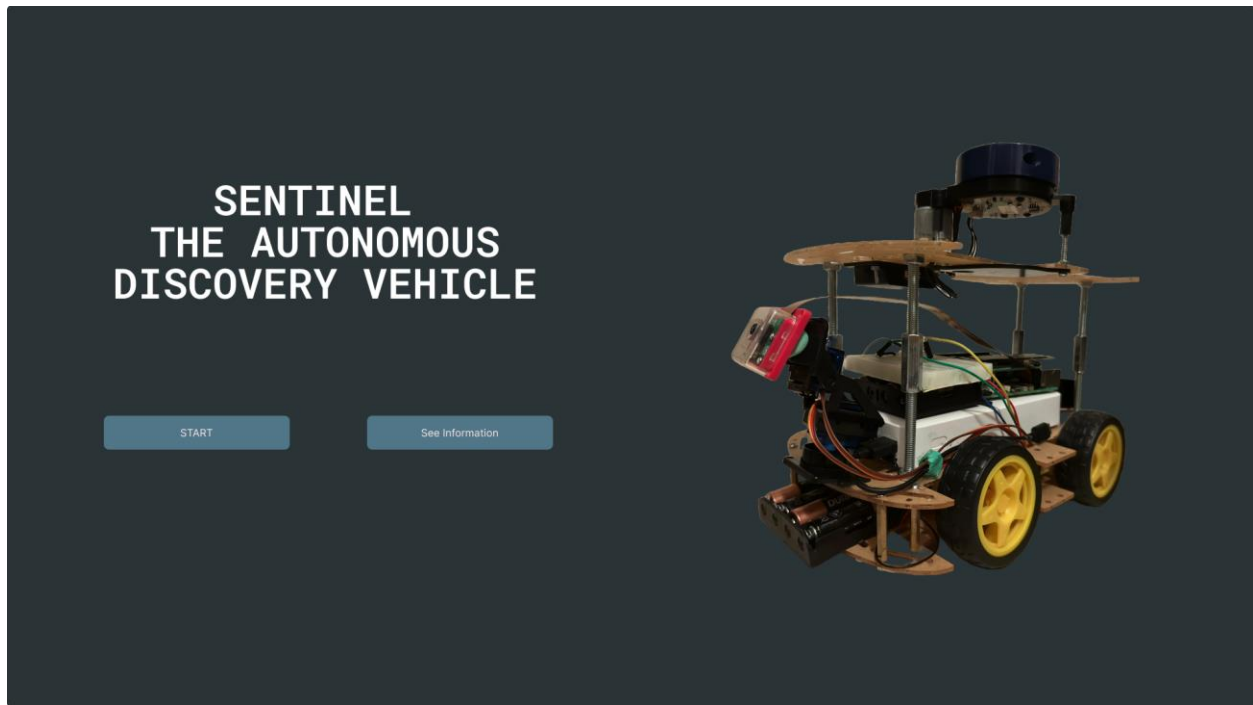 SENTINEL
THE AUTONOMOUS
DISCOVERY VEHICLE
START
See Information